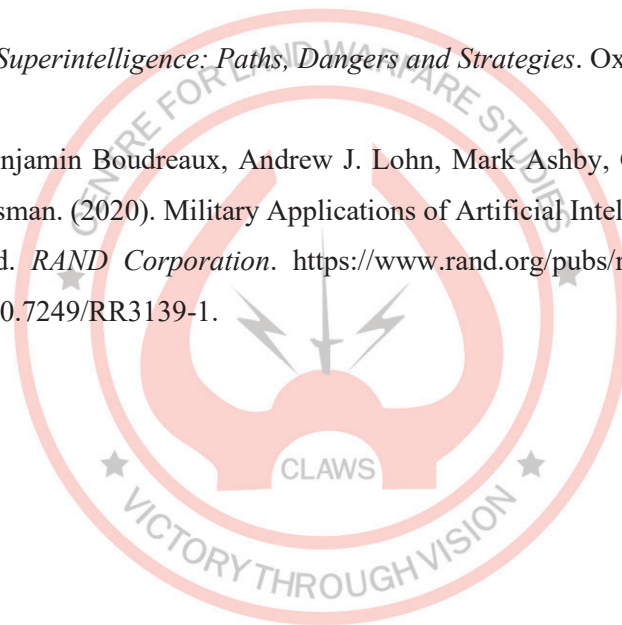 Superintelligence: Paths, Dangers and Strategies. Ox
njamin Boudreaux, Andrew J. Lohn, Mark Ashby, C
sman. (2020). Military Applications of Artificial Intel
d. RAND Corporation. https://www.rand.org/pubs/r
0.7249/RR3139-1.
CENTRE FOR LAND WARFARE STUDIES
CLAWS
VICTORY THROUGH VISION